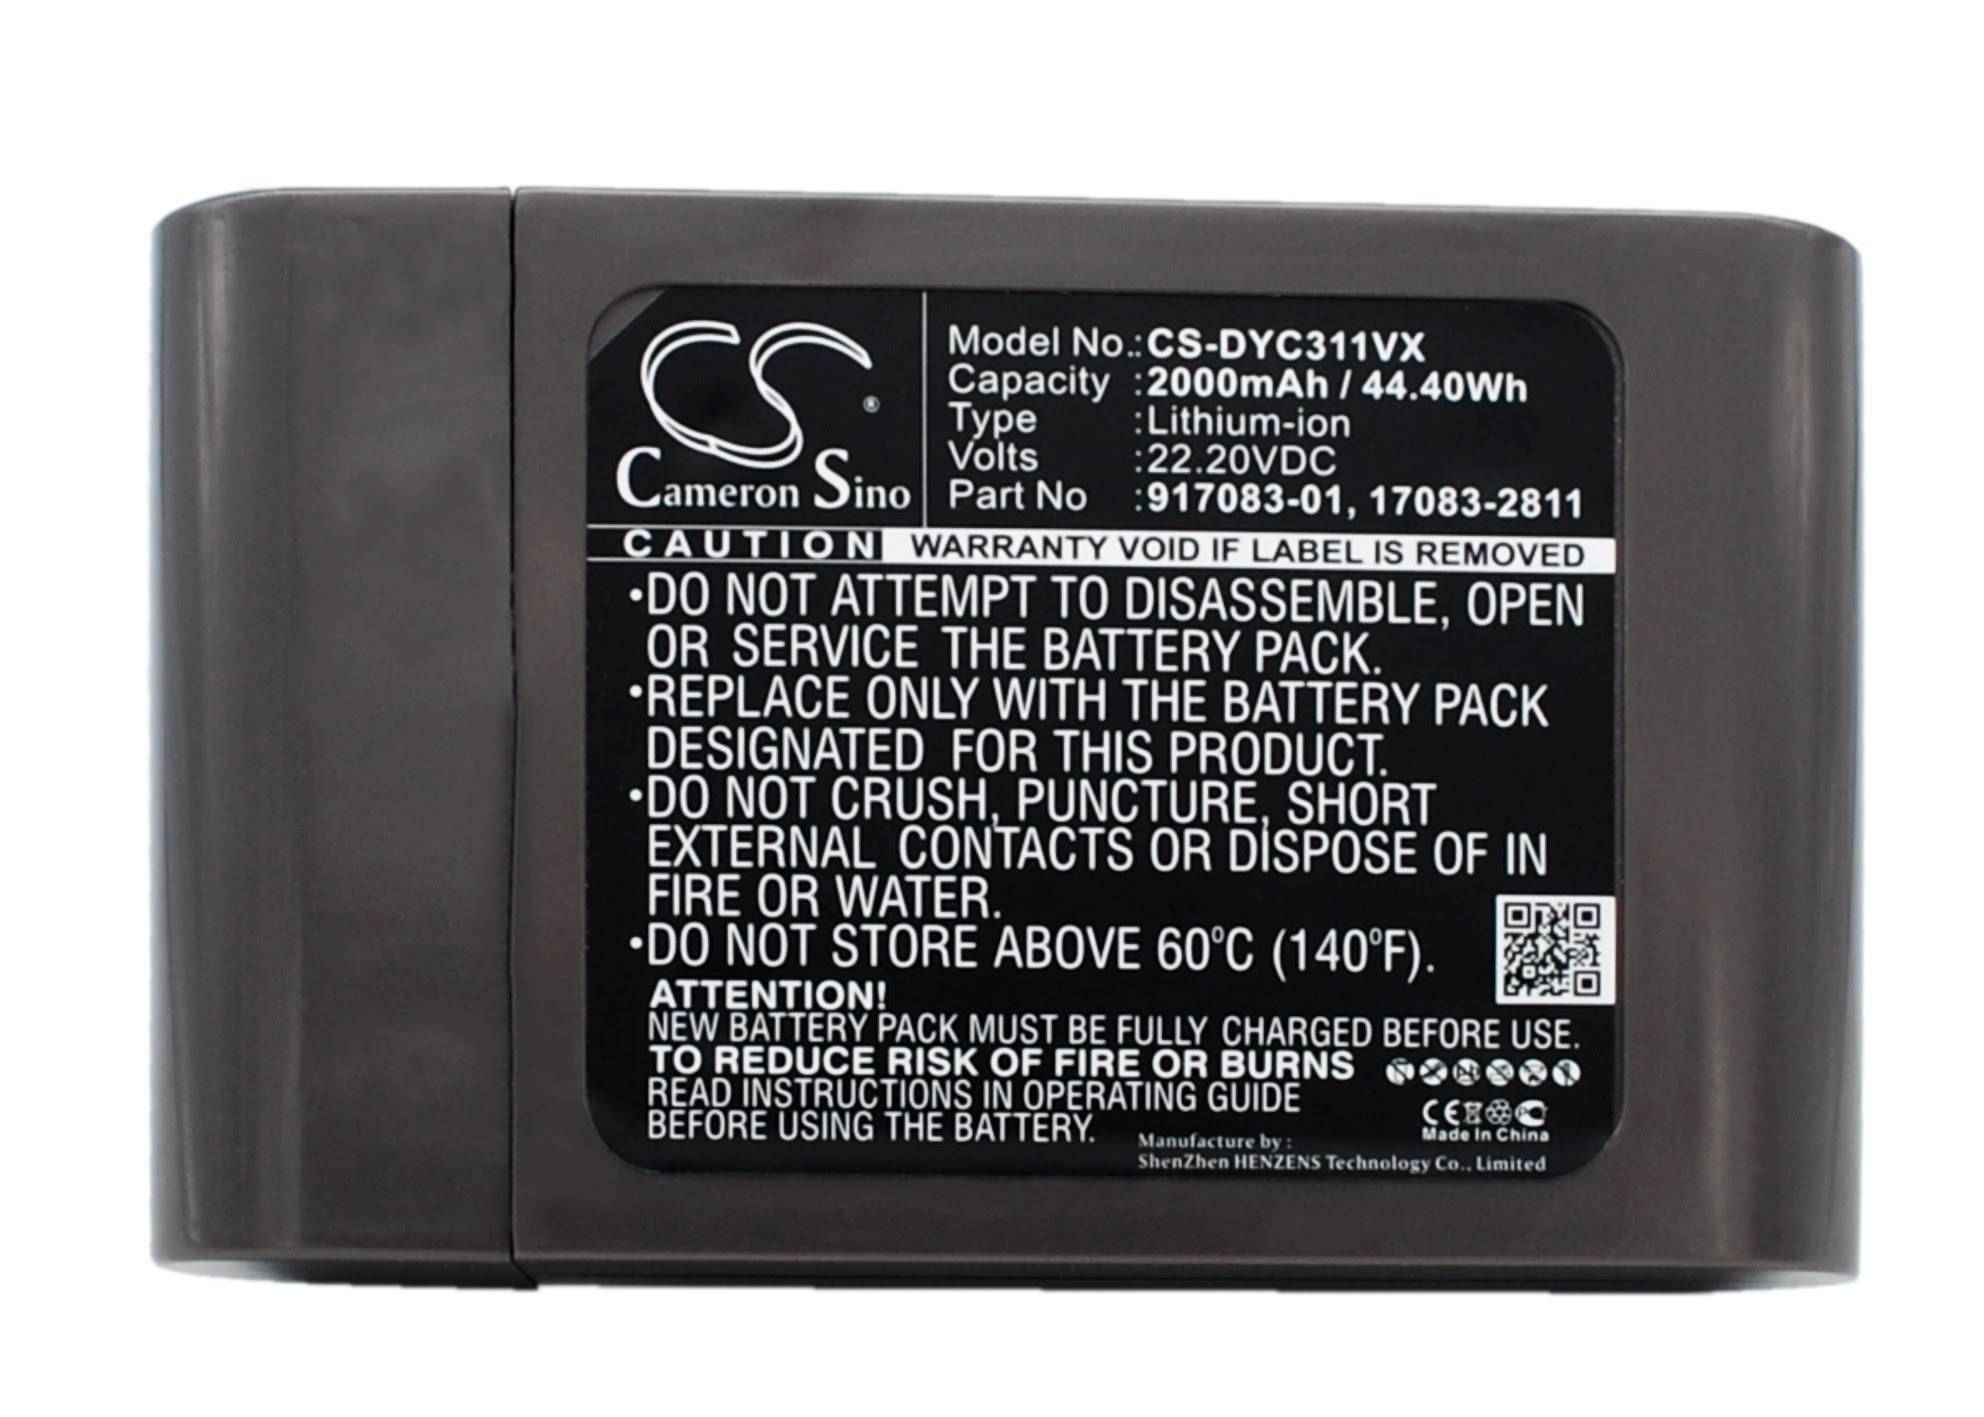 CS
®
Cameron Sino
Model No.: CS-DYC311VX
Capacity : 2000mAh / 44.40Wh
Type : Lithium-ion
Volts : 22.20VDC
Part No : 917083-01, 17083-2811
CAUTION WARRANTY VOID IF LABEL IS REMOVED
•DO NOT ATTEMPT TO DISASSEMBLE, OPEN
OR SERVICE THE BATTERY PACK.
•REPLACE ONLY WITH THE BATTERY PACK
DESIGNATED FOR THIS PRODUCT.
•DO NOT CRUSH, PUNCTURE, SHORT
EXTERNAL CONTACTS OR DISPOSE OF IN
FIRE OR WATER.
•DO NOT STORE ABOVE 60°C (140°F).
ATTENTION!
NEW BATTERY PACK MUST BE FULLY CHARGED BEFORE USE.
TO REDUCE RISK OF FIRE OR BURNS
READ INSTRUCTIONS IN OPERATING GUIDE
BEFORE USING THE BATTERY.
CE
Made In China
Manufacture by :
ShenZhen HENZENS Technology Co., Limited